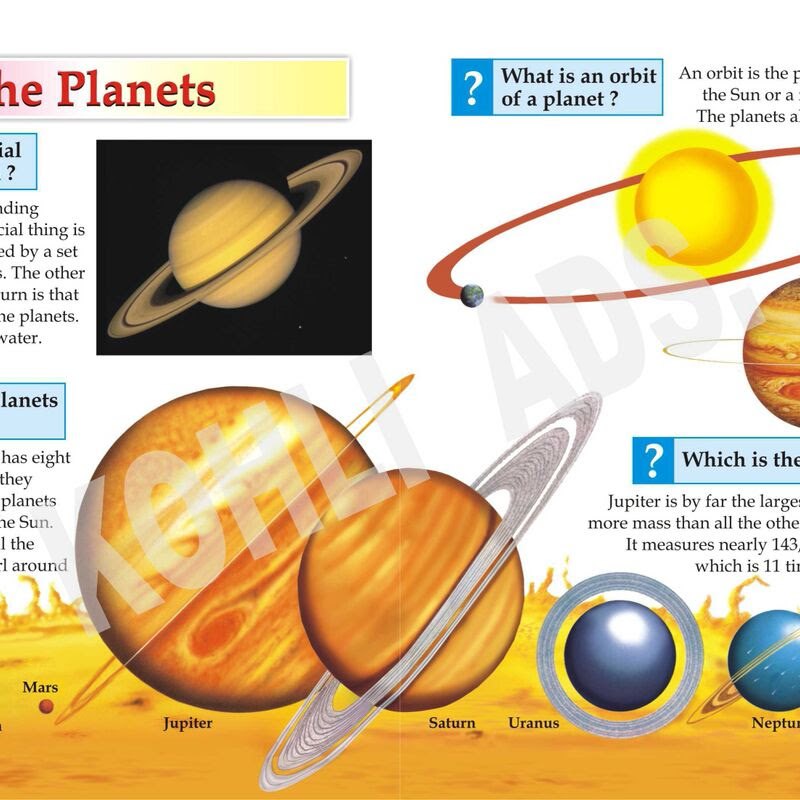 he Planets
ial
?
nding
cial thing is
ed by a set
s. The other
urn is that
he planets.
water.
lanets
has eight
they
planets
he Sun.
l the
rl around
? What is an orbit
of a planet ?
An orbit is the p
the Sun or a
The planets al
? Which is the
Jupiter is by far the larges
more mass than all the othe
It measures nearly 143,
which is 11 tin
Mars
Jupiter
Saturn
Uranus
Neptun
KOHLI ADS.